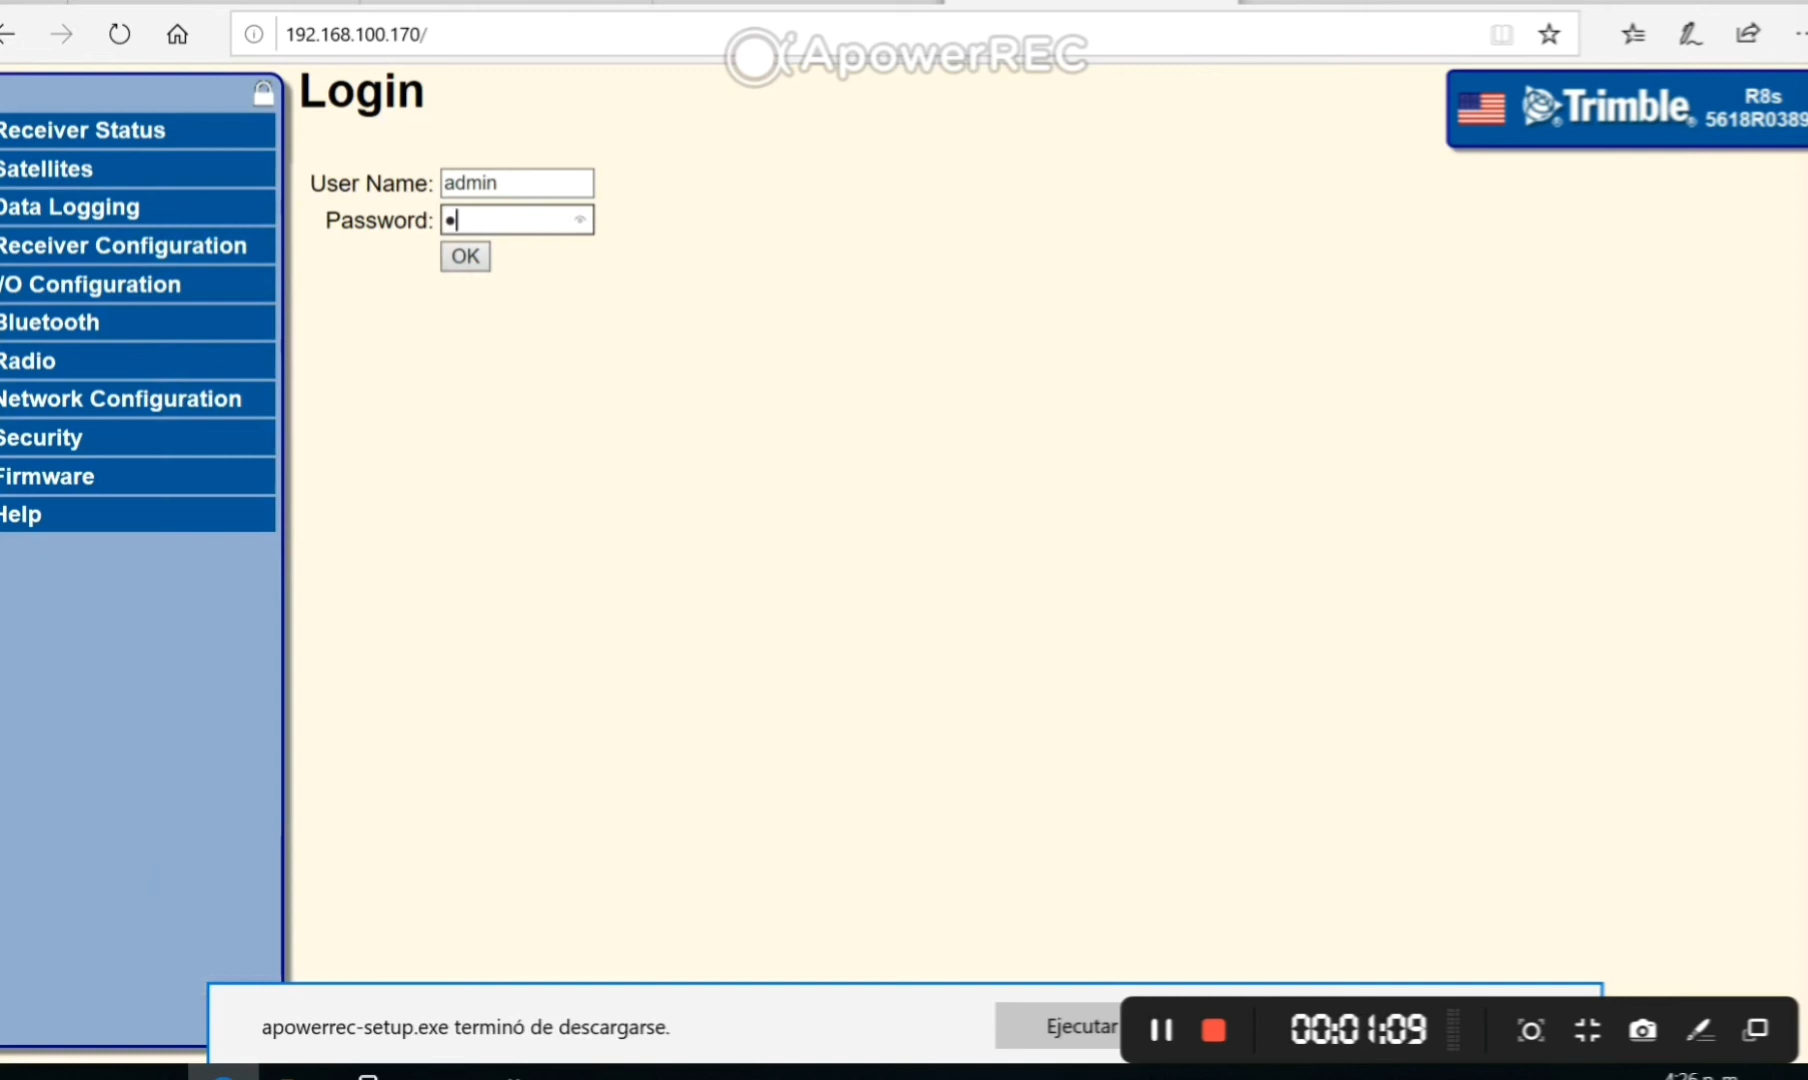 192.168.100.170/
ApowerREC
Login
Trimble
R8s
5618R0389
Receiver Status
Satellites
Data Logging
Receiver Configuration
I/O Configuration
Bluetooth
Radio
Network Configuration
Security
Firmware
Help
User Name: admin
Password: ●
OK
apowerrec-setup.exe terminó de descargarse.
Ejecutar
00:01:09